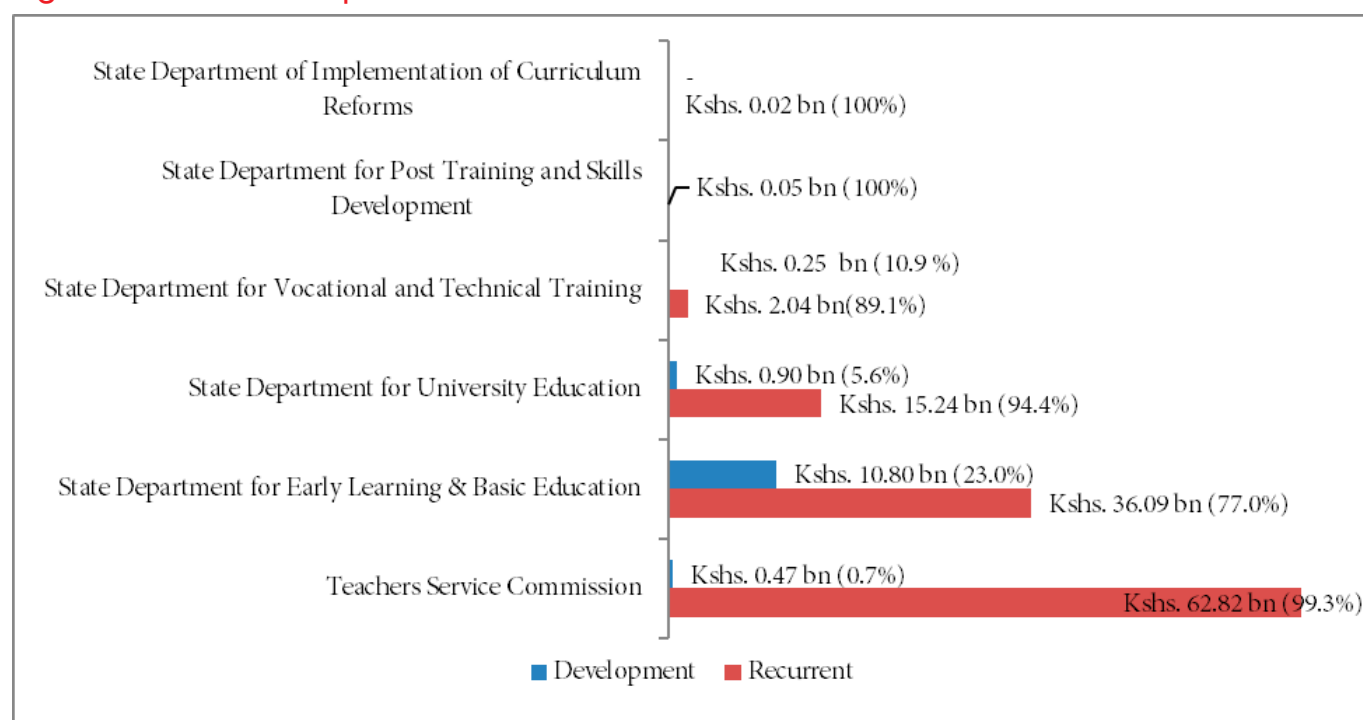 State Department of Implementation of Curriculum
Reforms
-
Kshs. 0.02 bn (100%)
State Department for Post Training and Skills
Development
Kshs. 0.05 bn (100%)
State Department for Vocational and Technical Training
Kshs. 0.25 bn (10.9 %)
Kshs. 2.04 bn(89.1%)
State Department for University Education
Kshs. 0.90 bn (5.6%)
Kshs. 15.24 bn (94.4%)
State Department for Early Learning & Basic Education
Kshs. 10.80 bn (23.0%)
Kshs. 36.09 bn (77.0%)
Teachers Service Commission
Kshs. 0.47 bn (0.7%)
Kshs. 62.82 bn (99.3%)
Development
Recurrent